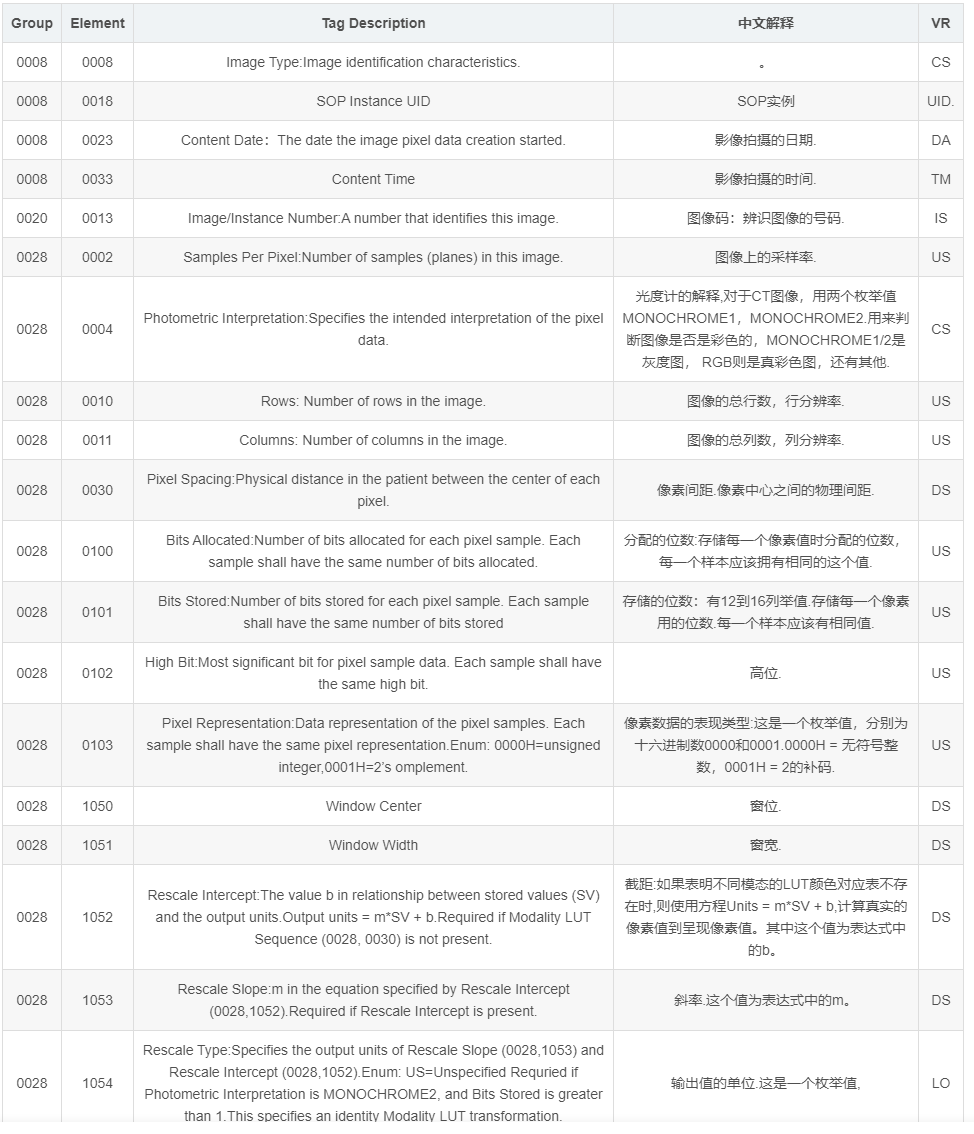 Group Element Tag Description 中文解释 VR
0008 0008 Image Type:Image identification characteristics. 。 CS
0008 0018 SOP Instance UID SOP实例 UID.
0008 0023 Content Date：The date the image pixel data creation started. 影像拍摄的日期. DA
0008 0033 Content Time 影像拍摄的时间. TM
0020 0013 Image/Instance Number:A number that identifies this image. 图像码：辨识图像的号码. IS
0028 0002 Samples Per Pixel:Number of samples (planes) in this image. 图像上的采样率. US
0028 0004 Photometric Interpretation:Specifies the intended interpretation of the pixel
data.
光度计的解释,对于CT图像，用两个枚举值
MONOCHROME1，MONOCHROME2.用来判
断图像是否是彩色的，MONOCHROME1/2是
灰度图， RGB则是真彩色图，还有其他.
CS
0028 0010 Rows: Number of rows in the image. 图像的总行数，行分辨率. US
0028 0011 Columns: Number of columns in the image. 图像的总列数，列分辨率. US
0028 0030 Pixel Spacing:Physical distance in the patient between the center of each
pixel.
像素间距.像素中心之间的物理间距. DS
0028 0100 Bits Allocated:Number of bits allocated for each pixel sample. Each
sample shall have the same number of bits allocated.
分配的位数:存储每一个像素值时分配的位数，
每一个样本应该拥有相同的这个值.
US
0028 0101 Bits Stored:Number of bits stored for each pixel sample. Each sample
shall have the same number of bits stored
存储的位数：有12到16列举值.存储每一个像素
用的位数.每一个样本应该有相同值.
US
0028 0102 High Bit:Most significant bit for pixel sample data. Each sample shall have
the same high bit.
高位. US
0028 0103 Pixel Representation:Data representation of the pixel samples. Each
sample shall have the same pixel representation.Enum: 0000H=unsigned
integer,0001H=2’s omplement.
像素数据的表现类型:这是一个枚举值，分别为
十六进制数0000和0001.0000H = 无符号整
数，0001H = 2的补码.
US
0028 1050 Window Center 窗位. DS
0028 1051 Window Width 窗宽. DS
0028 1052 Rescale Intercept:The value b in relationship between stored values (SV)
and the output units.Output units = m*SV + b.Required if Modality LUT
Sequence (0028, 0030) is not present.
截距:如果表明不同模态的LUT颜色对应表不存
在时,则使用方程Units = m*SV + b,计算真实的
像素值到呈现像素值。其中这个值为表达式中
的b。
DS
0028 1053 Rescale Slope:m in the equation specified by Rescale Intercept
(0028,1052).Required if Rescale Intercept is present.
斜率.这个值为表达式中的m。 DS
0028 1054 Rescale Type:Specifies the output units of Rescale Slope (0028,1053) and
Rescale Intercept (0028,1052).Enum: US=Unspecified Requried if
Photometric Interpretation is MONOCHROME2, and Bits Stored is greater
than 1.This specifies an identity Modality LUT transformation.
输出值的单位.这是一个枚举值, LO